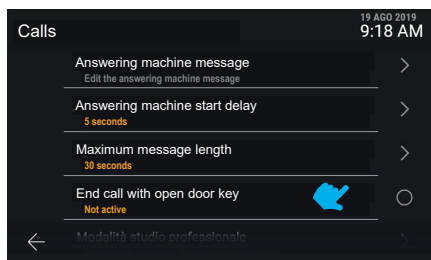 19 AGO 2019
Calls
9:18 AM
Answering machine message
Edit the answering machine message
Answering machine start delay
5 seconds
Maximum message length
30 seconds
End call with open door key
Not active
Modalità studio professionale